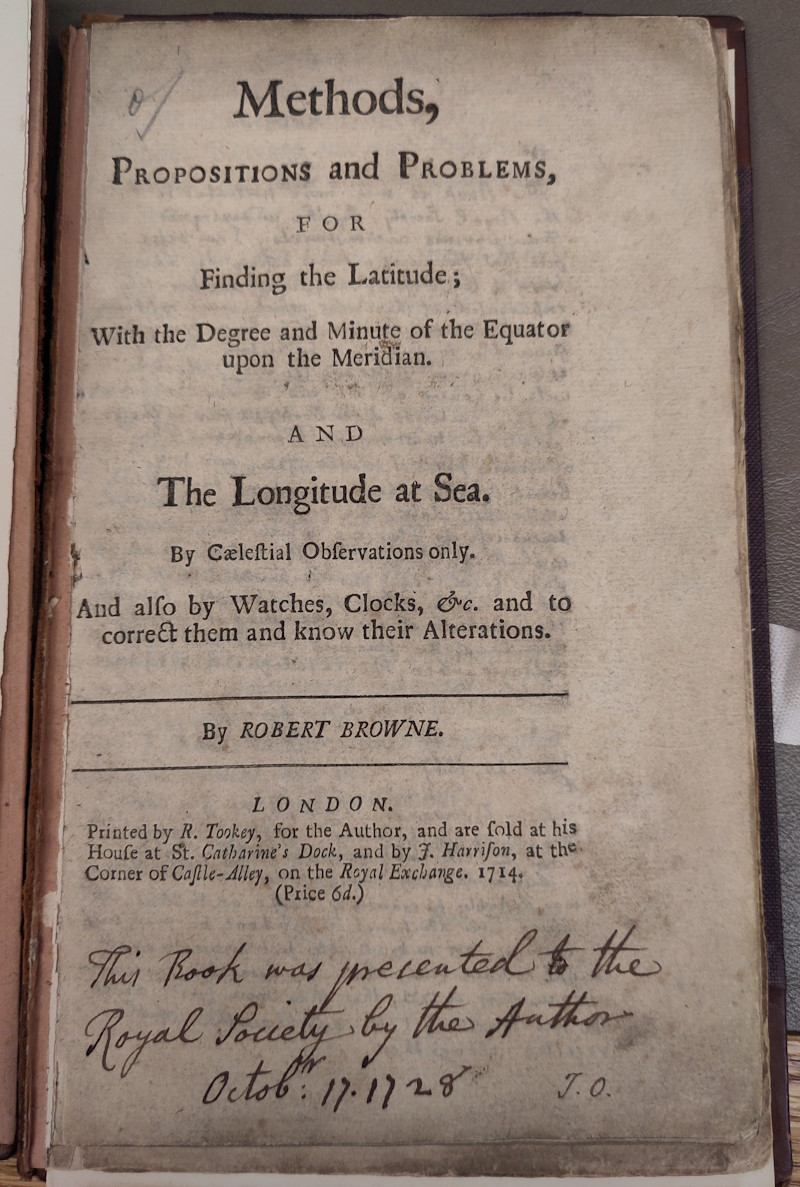 Methods,
PROPOSITIONS and PROBLEMS,
FOR
Finding the Latitude;
With the Degree and Minute of the Equator
upon the Meridian.
AND
The Longitude at Sea.
By Cæleſtial Obſervations only.
And alſo by Watches, Clocks, &c. and to
correct them and know their Alterations.
By ROBERT BROWNE.
LONDON.
Printed by R. Tookey, for the Author, and are ſold at his
Houſe at St. Catharine's Dock, and by J. Harriſon, at the
Corner of Caſtle-Alley, on the Royal Exchange. 1714.
(Price 6d.)
This Book was presented to the
Royal Society by the Author
Octobr. 17. 1728 J. O.